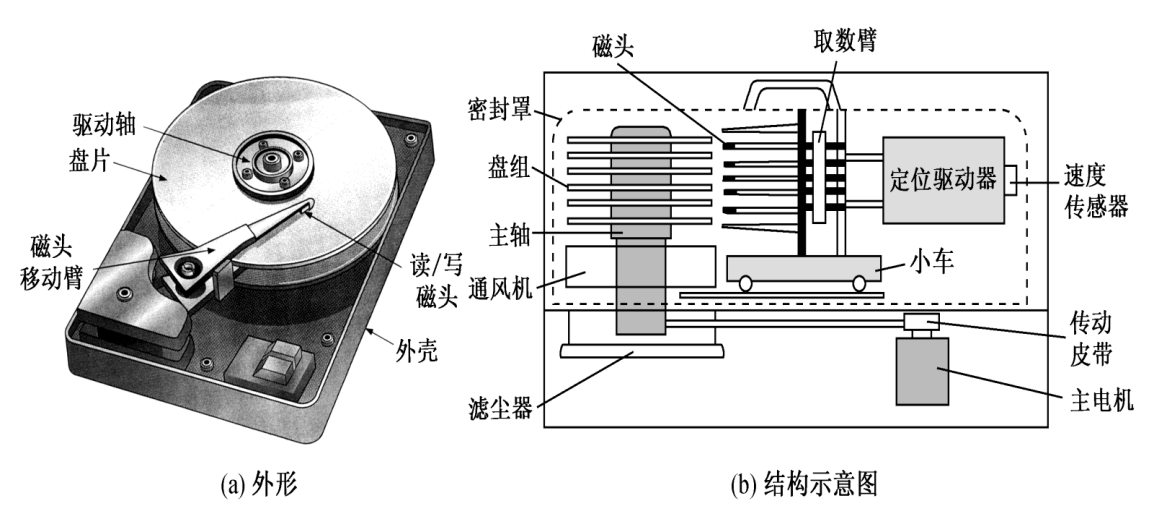 驱动轴
盘片
磁头
移动臂
读/写
磁头
外壳
(a) 外形
磁头
取数臂
密封罩
盘组
主轴
通风机
滤尘器
定位驱动器
速度
传感器
小车
传动
皮带
主电机
(b) 结构示意图